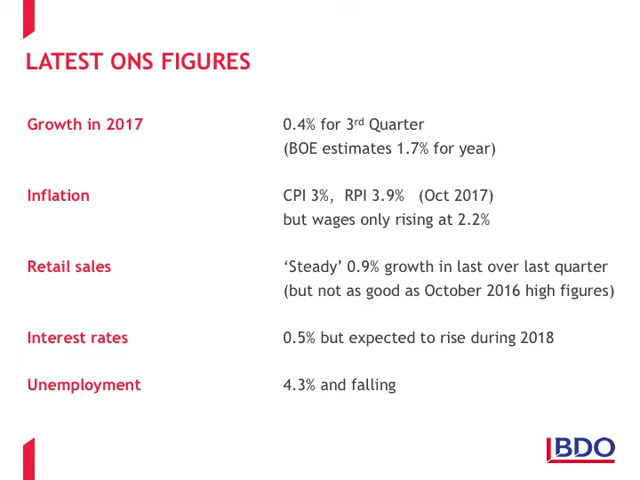 LATEST ONS FIGURES
Growth in 2017 0.4% for 3rd Quarter
(BOE estimates 1.7% for year)
Inflation CPI 3%, RPI 3.9% (Oct 2017)
but wages only rising at 2.2%
Retail sales ‘Steady’ 0.9% growth in last over last quarter
(but not as good as October 2016 high figures)
Interest rates 0.5% but expected to rise during 2018
Unemployment 4.3% and falling
BDO